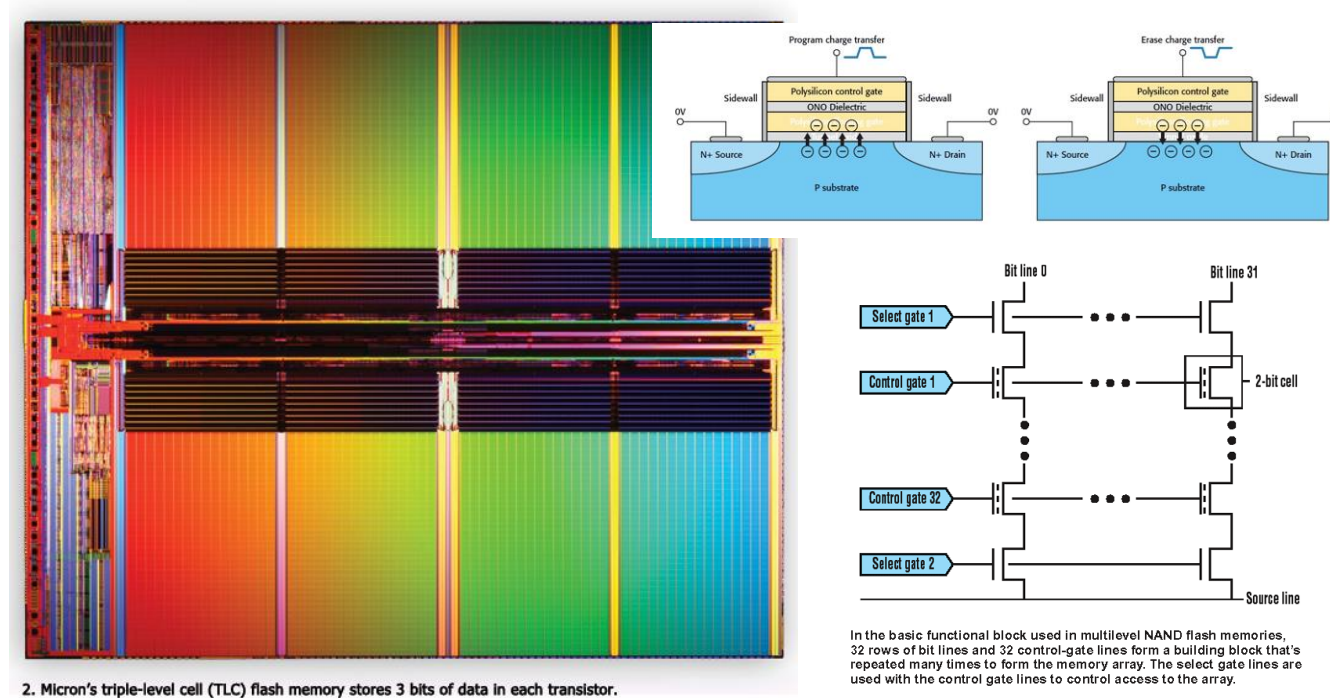 Program charge transfer
Sidewall
Polysilicon control gate
Sidewall
ONO Dielectric
0V
0V
N+ Source
N+ Drain
P substrate
Erase charge transfer
Sidewall
Polysilicon control gate
Sidewall
ONO Dielectric
0V
N+ Source
N+ Drain
P substrate
Bit line 0
Bit line 31
Select gate 1
Control gate 1
2-bit cell
Control gate 32
Select gate 2
Source line
In the basic functional block used in multilevel NAND flash memories,
32 rows of bit lines and 32 control-gate lines form a building block that's
repeated many times to form the memory array. The select gate lines are
used with the control gate lines to control access to the array.
2. Micron's triple-level cell (TLC) flash memory stores 3 bits of data in each transistor.